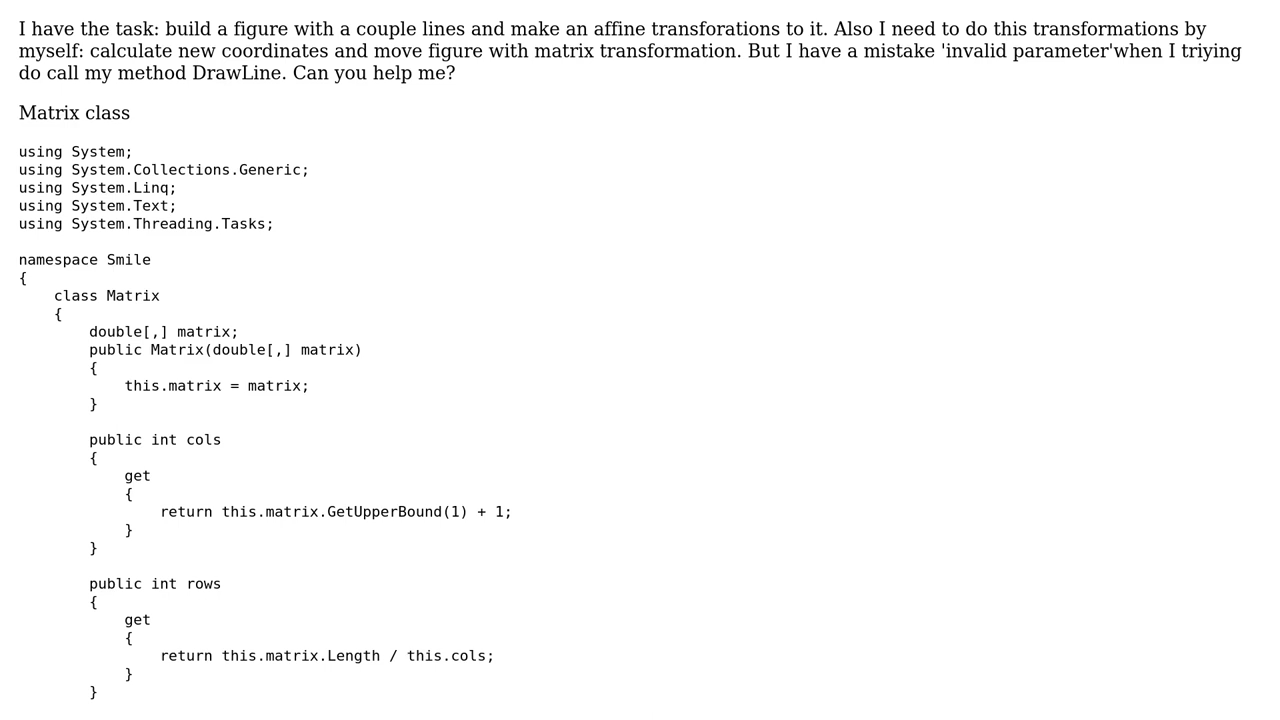 I have the task: build a figure with a couple lines and make an affine transforations to it. Also I need to do this transformations by
myself: calculate new coordinates and move figure with matrix transformation. But I have a mistake 'invalid parameter'when I triying
do call my method DrawLine. Can you help me?
Matrix class
using System;
using System.Collections.Generic;
using System.Linq;
using System.Text;
using System.Threading.Tasks;
namespace Smile
{
    class Matrix
    {
        double[,] matrix;
        public Matrix(double[,] matrix)
        {
            this.matrix = matrix;
        }
        public int cols
        {
            get
            {
                return this.matrix.GetUpperBound(1) + 1;
            }
        }
        public int rows
        {
            get
            {
                return this.matrix.Length / this.cols;
            }
        }